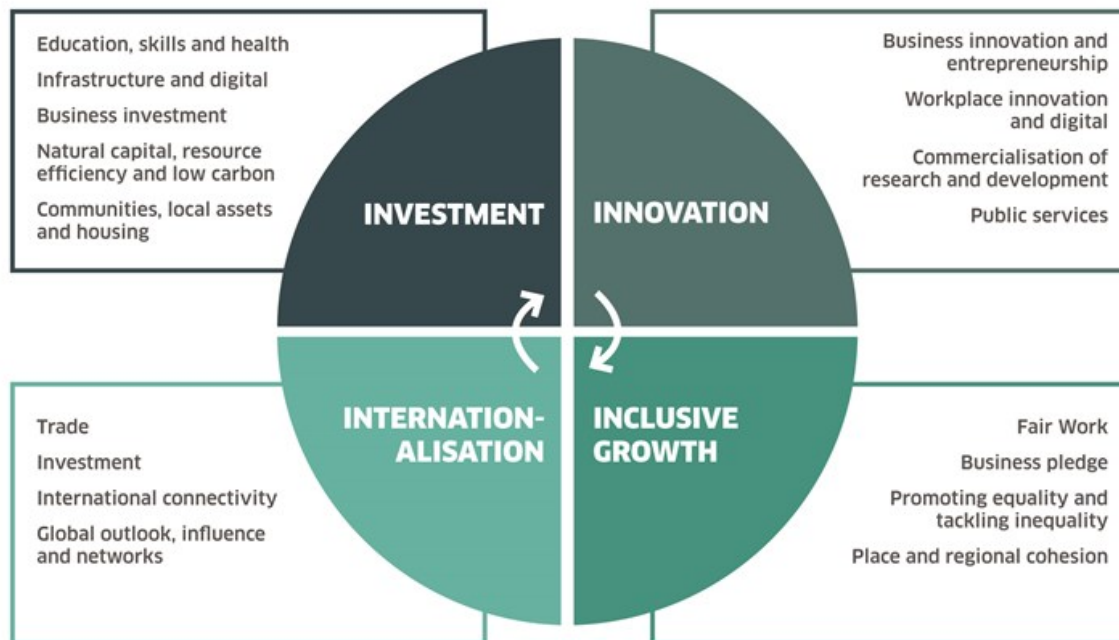 Education, skills and health
Infrastructure and digital
Business investment
Natural capital, resource
efficiency and low carbon
Communities, local assets
and housing
INVESTMENT
INNOVATION
Business innovation and
entrepreneurship
Workplace innovation
and digital
Commercialisation of
research and development
Public services
Trade
Investment
International connectivity
Global outlook, influence
and networks
INTERNATION-
ALISATION
INCLUSIVE
GROWTH
Fair Work
Business pledge
Promoting equality and
tackling inequality
Place and regional cohesion